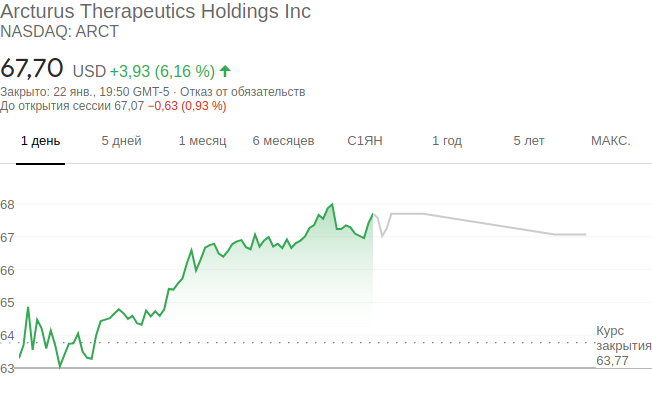 Arcturus Therapeutics Holdings Inc
NASDAQ: ARCT
67,70 USD +3,93 (6,16 %)
Закрыто: 22 янв., 19:50 GMT-5 · Отказ от обязательств
До открытия сессии 67,07 −0,63 (0,93 %)
1 день 5 дней 1 месяц 6 месяцев С1ЯН 1 год 5 лет МАКС.
68
67
66
65
64
63
Курс
закрытия
63,77